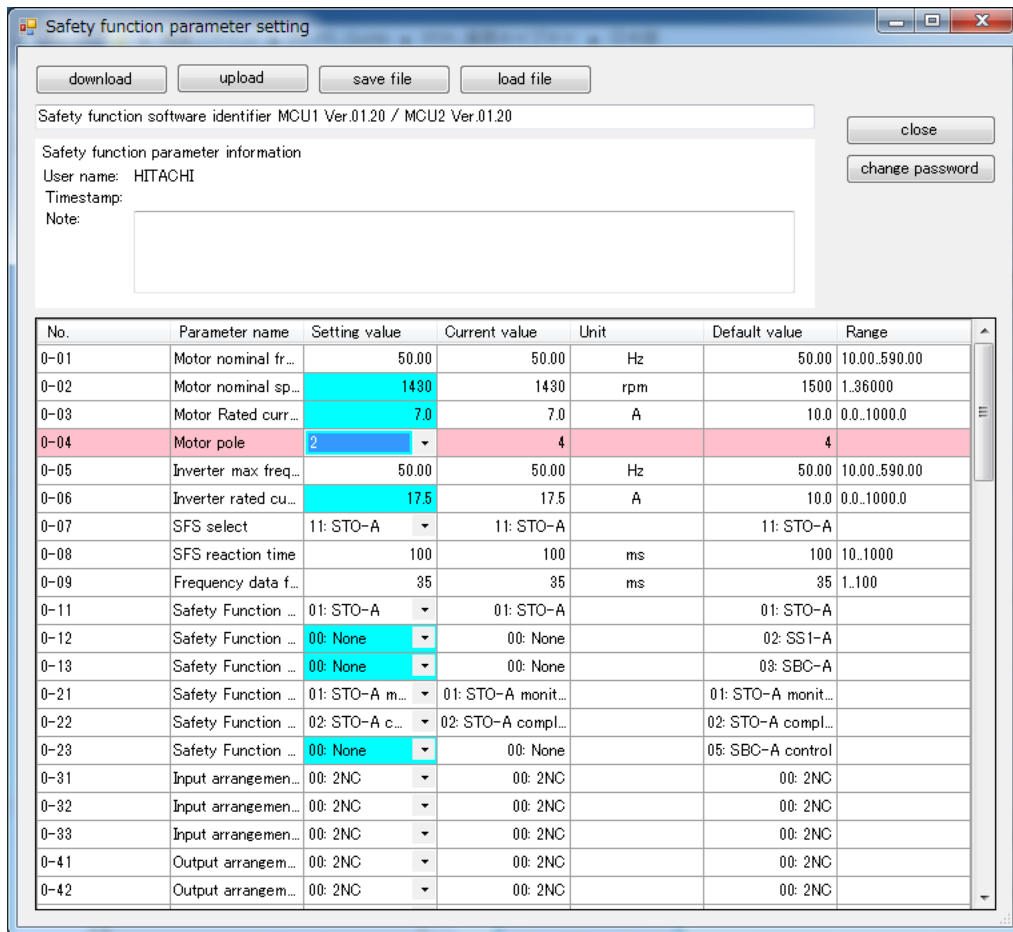 Safety function parameter setting
download upload save file load file
Safety function software identifier MCU1 Ver.01.20 / MCU2 Ver.01.20
close
Safety function parameter information
change password
User name: HITACHI
Timestamp:
Note:
No. Parameter name Setting value Current value Unit Default value Range
0-01 Motor nominal fr... 50.00 50.00 Hz 50.00 10.00..590.00
0-02 Motor nominal sp... 1430 1430 rpm 1500 1..36000
0-03 Motor Rated curr... 7.0 7.0 A 10.0 0.0..1000.0
0-04 Motor pole 2 4 4
0-05 Inverter max freq... 50.00 50.00 Hz 50.00 10.00..590.00
0-06 Inverter rated cu... 17.5 17.5 A 10.0 0.0..1000.0
0-07 SFS select 11: STO-A 11: STO-A 11: STO-A
0-08 SFS reaction time 100 100 ms 100 10..1000
0-09 Frequency data f... 35 35 ms 35 1..100
0-11 Safety Function ... 01: STO-A 01: STO-A 01: STO-A
0-12 Safety Function ... 00: None 00: None 02: SS1-A
0-13 Safety Function ... 00: None 00: None 03: SBC-A
0-21 Safety Function ... 01: STO-A m... 01: STO-A monit... 01: STO-A monit...
0-22 Safety Function ... 02: STO-A c... 02: STO-A compl... 02: STO-A compl...
0-23 Safety Function ... 00: None 00: None 05: SBC-A control
0-31 Input arrangemen... 00: 2NC 00: 2NC 00: 2NC
0-32 Input arrangemen... 00: 2NC 00: 2NC 00: 2NC
0-33 Input arrangemen... 00: 2NC 00: 2NC 00: 2NC
0-41 Output arrangem... 00: 2NC 00: 2NC 00: 2NC
0-42 Output arrangem... 00: 2NC 00: 2NC 00: 2NC